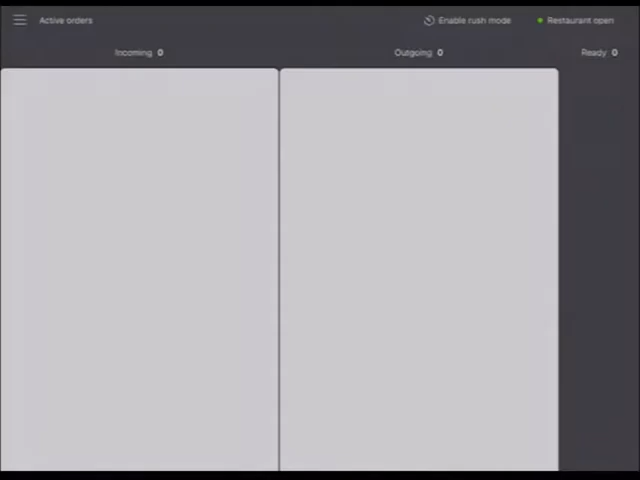 Active orders Enable rush mode Restaurant open
Incoming 0 Outgoing 0 Ready 0